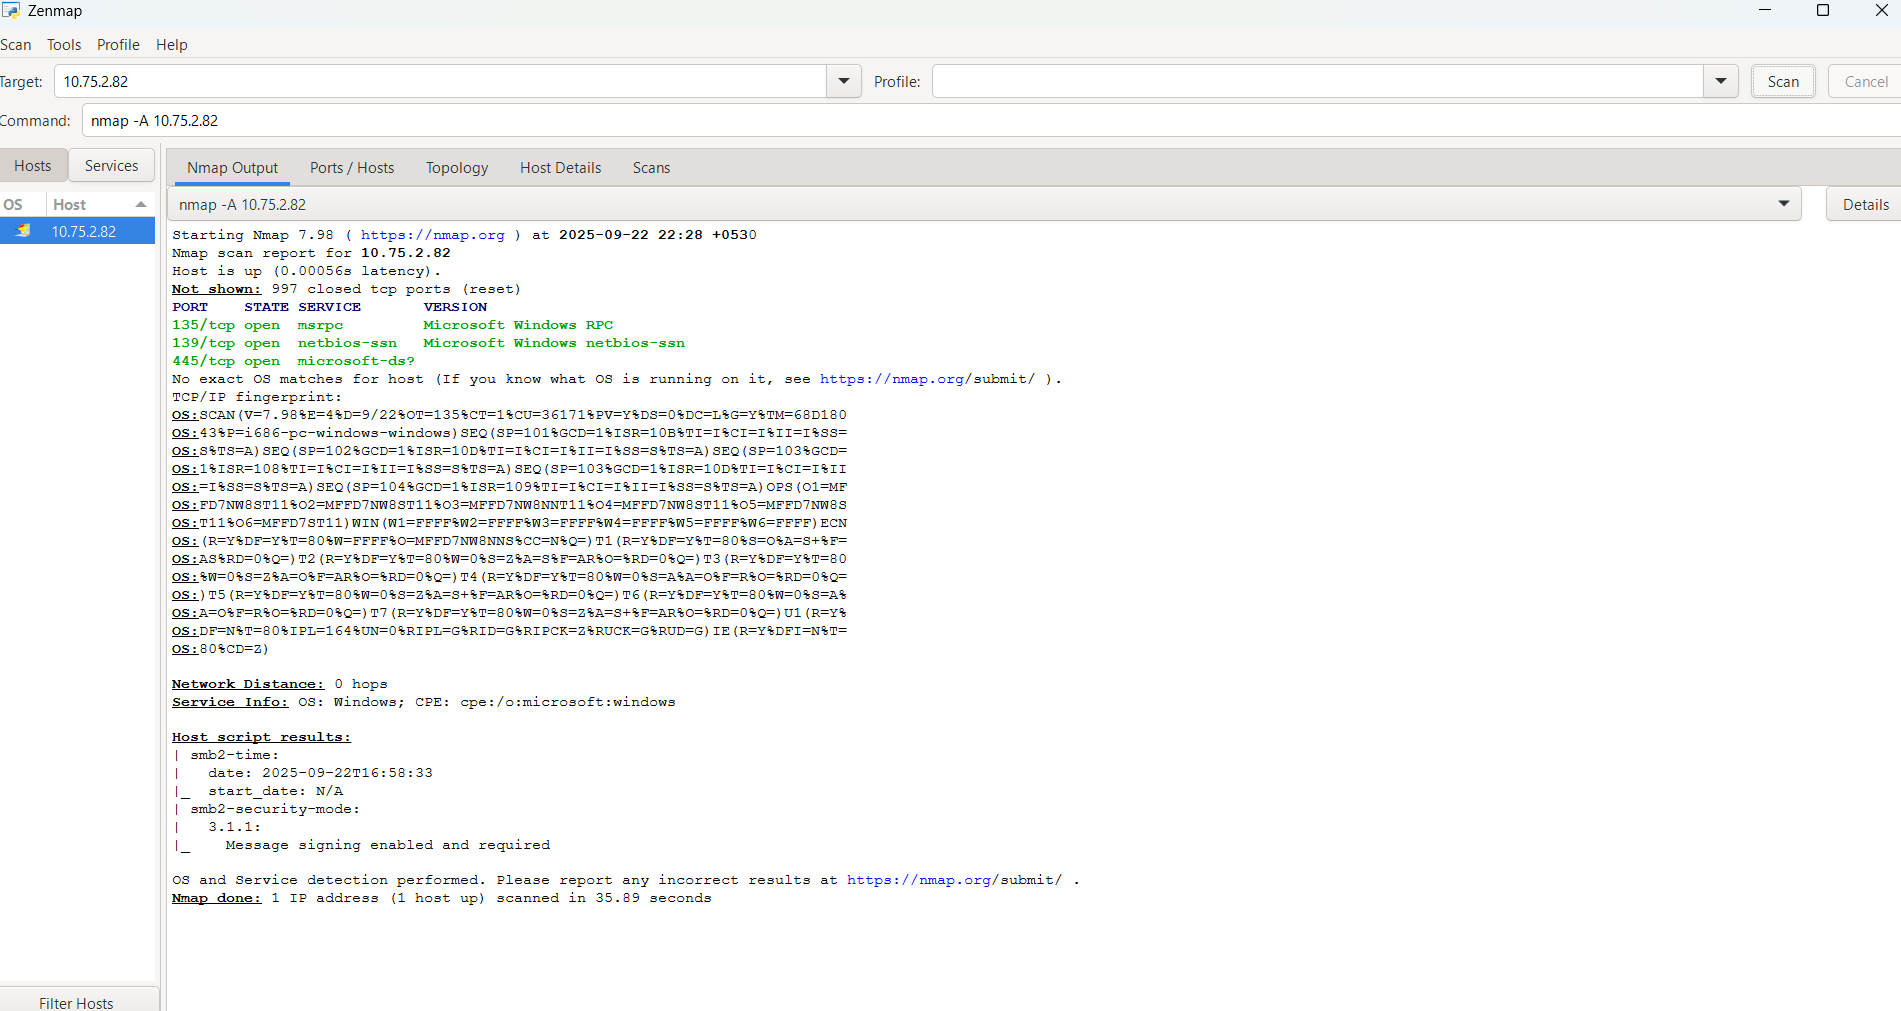 Zenmap
Scan Tools Profile Help
Target: 10.75.2.82 Profile: Scan Cancel
Command: nmap -A 10.75.2.82
Hosts Services Nmap Output Ports / Hosts Topology Host Details Scans
OS Host nmap -A 10.75.2.82 Details
10.75.2.82
Starting Nmap 7.98 ( https://nmap.org ) at 2025-09-22 22:28 +0530
Nmap scan report for 10.75.2.82
Host is up (0.00056s latency).
Not shown: 997 closed tcp ports (reset)
PORT    STATE SERVICE       VERSION
135/tcp open  msrpc         Microsoft Windows RPC
139/tcp open  netbios-ssn   Microsoft Windows netbios-ssn
445/tcp open  microsoft-ds?
No exact OS matches for host (If you know what OS is running on it, see https://nmap.org/submit/ ).
TCP/IP fingerprint:
OS:SCAN(V=7.98%E=4%D=9/22%OT=135%CT=1%CU=36171%PV=Y%DS=0%DC=L%G=Y%TM=68D180
OS:43%P=i686-pc-windows-windows)SEQ(SP=101%GCD=1%ISR=10B%TI=I%CI=I%II=I%SS=
OS:S%TS=A)SEQ(SP=102%GCD=1%ISR=10D%TI=I%CI=I%II=I%SS=S%TS=A)SEQ(SP=103%GCD=
OS:1%ISR=108%TI=I%CI=I%II=I%SS=S%TS=A)SEQ(SP=103%GCD=1%ISR=10D%TI=I%CI=I%II
OS:=I%SS=S%TS=A)SEQ(SP=104%GCD=1%ISR=109%TI=I%CI=I%II=I%SS=S%TS=A)OPS(O1=MF
OS:FD7NW8ST11%O2=MFFD7NW8ST11%O3=MFFD7NW8NNT11%O4=MFFD7NW8ST11%O5=MFFD7NW8S
OS:T11%O6=MFFD7ST11)WIN(W1=FFFF%W2=FFFF%W3=FFFF%W4=FFFF%W5=FFFF%W6=FFFF)ECN
OS:(R=Y%DF=Y%T=80%W=FFFF%O=MFFD7NW8NNS%CC=N%Q=)T1(R=Y%DF=Y%T=80%S=O%A=S+%F=
OS:AS%RD=0%Q=)T2(R=Y%DF=Y%T=80%W=0%S=Z%A=S%F=AR%O=%RD=0%Q=)T3(R=Y%DF=Y%T=80
OS:%W=0%S=Z%A=O%F=AR%O=%RD=0%Q=)T4(R=Y%DF=Y%T=80%W=0%S=A%A=O%F=R%O=%RD=0%Q=
OS:)T5(R=Y%DF=Y%T=80%W=0%S=Z%A=S+%F=AR%O=%RD=0%Q=)T6(R=Y%DF=Y%T=80%W=0%S=A%
OS:A=O%F=R%O=%RD=0%Q=)T7(R=Y%DF=Y%T=80%W=0%S=Z%A=S+%F=AR%O=%RD=0%Q=)U1(R=Y%
OS:DF=N%T=80%IPL=164%UN=0%RIPL=G%RID=G%RIPCK=Z%RUCK=G%RUD=G)IE(R=Y%DFI=N%T=
OS:80%CD=Z)
Network Distance: 0 hops
Service Info: OS: Windows; CPE: cpe:/o:microsoft:windows
Host script results:
| smb2-time:
|   date: 2025-09-22T16:58:33
|_  start_date: N/A
| smb2-security-mode:
|   3.1.1:
|_    Message signing enabled and required
OS and Service detection performed. Please report any incorrect results at https://nmap.org/submit/ .
Nmap done: 1 IP address (1 host up) scanned in 35.89 seconds
Filter Hosts